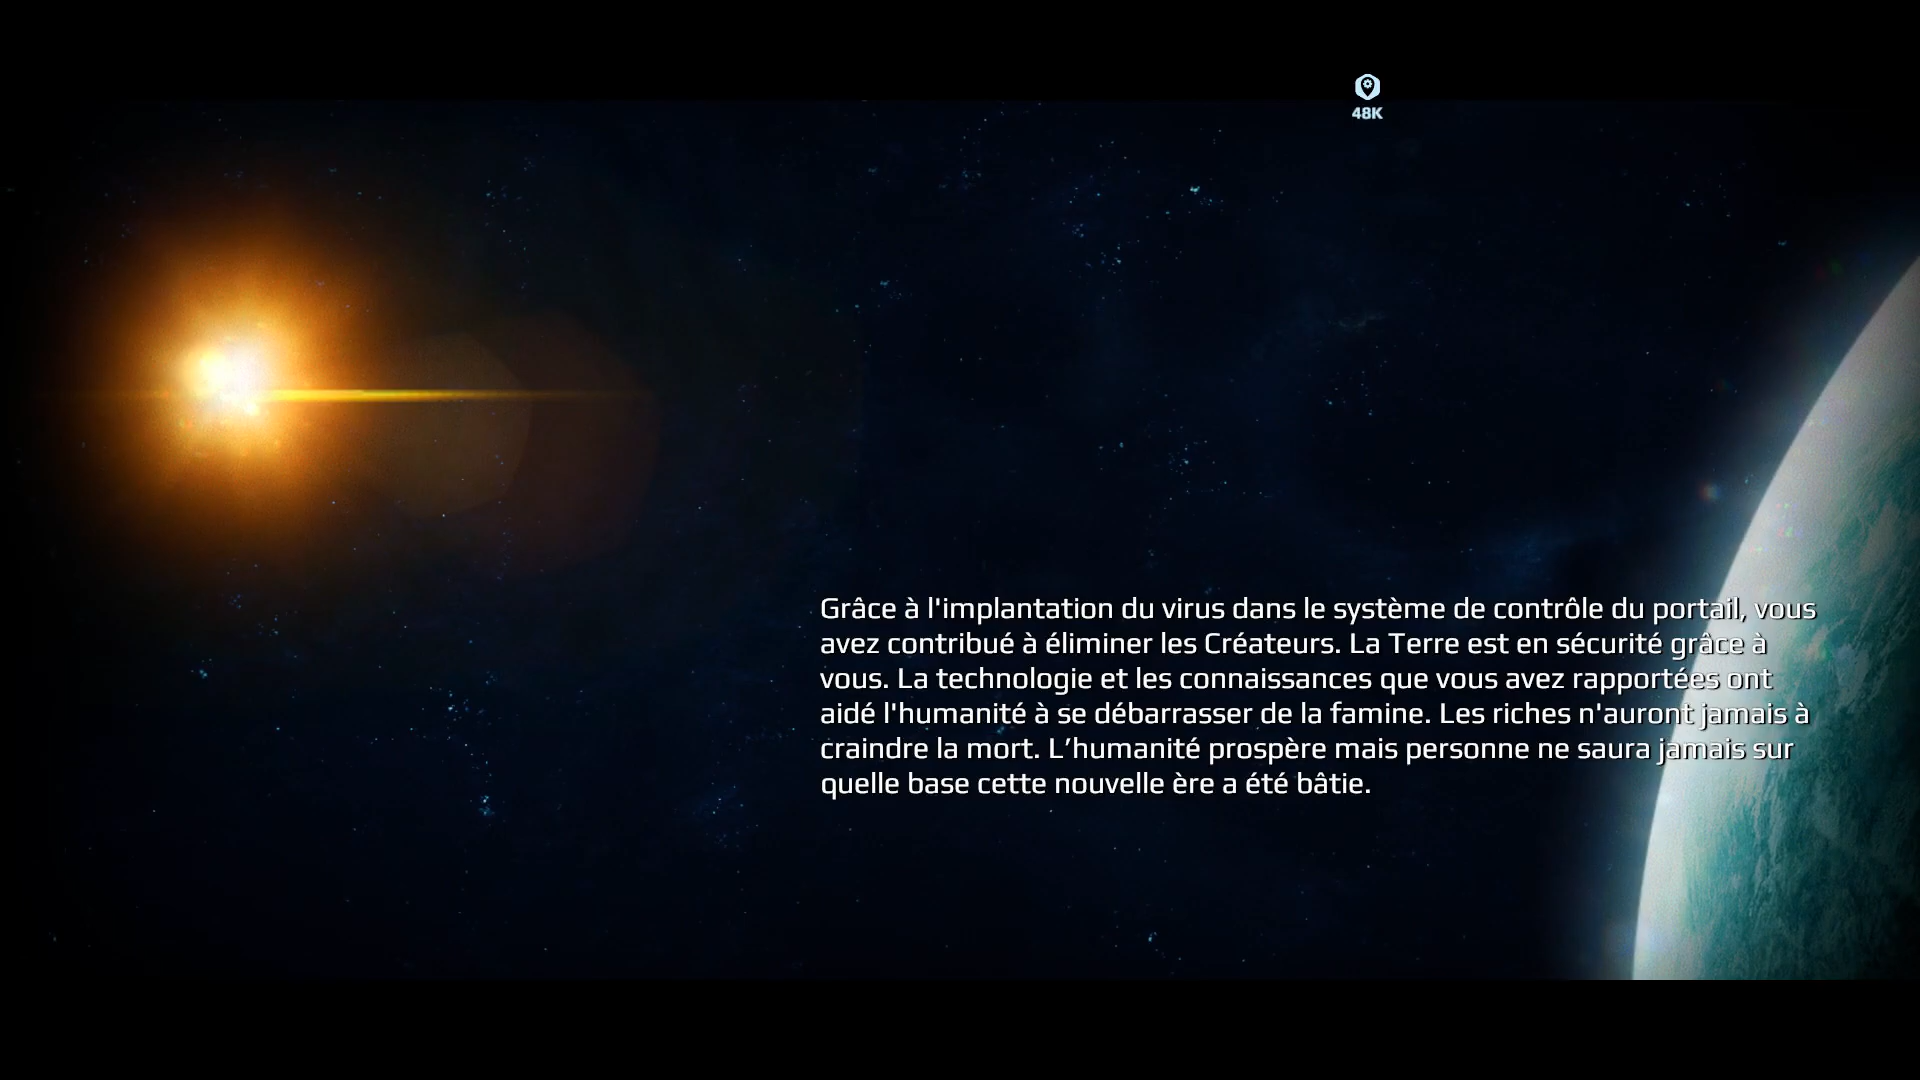 48K
Grâce à l'implantation du virus dans le système de contrôle du portail, vous
avez contribué à éliminer les Créateurs. La Terre est en sécurité grâce à
vous. La technologie et les connaissances que vous avez rapportées ont
aidé l'humanité à se débarrasser de la famine. Les riches n'auront jamais à
craindre la mort. L’humanité prospère mais personne ne saura jamais sur
quelle base cette nouvelle ère a été bâtie.